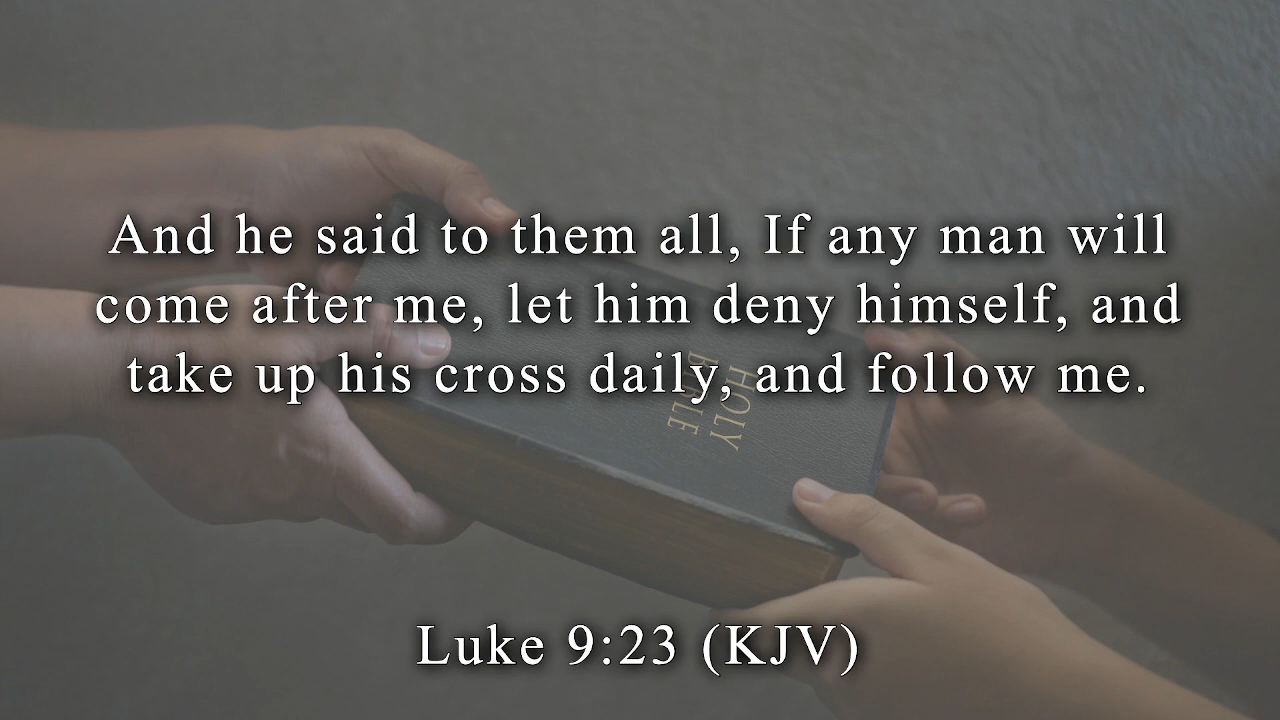 And he said to them all, If any man will
come after me, let him deny himself, and
take up his cross daily, and follow me.
HOLY
BIBLE
Luke 9:23 (KJV)